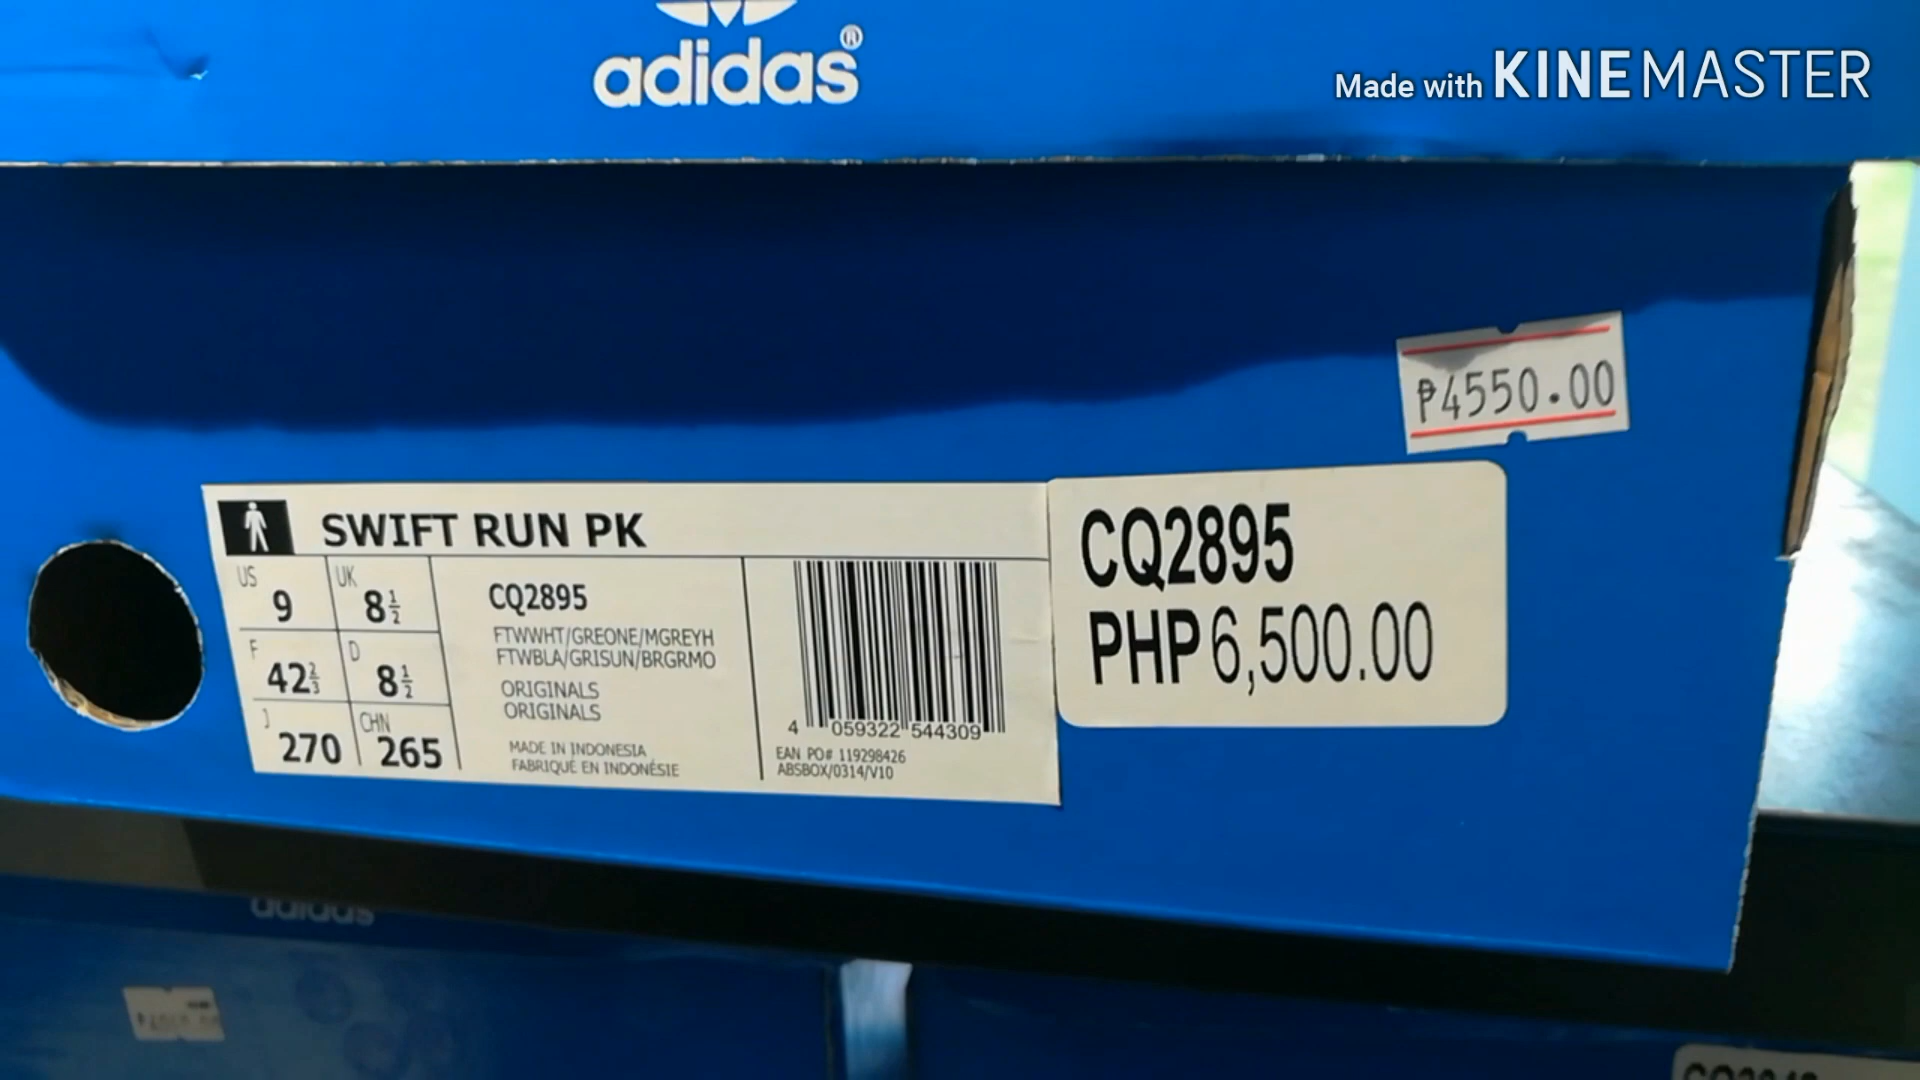 adidas®
Made with KINEMASTER
₱4550.00
SWIFT RUN PK
US 9 UK 8½
F 42⅔ D 8½
J 270 CHN 265
CQ2895
FTWWHT/GREONE/MGREYH
FTWBLA/GRISUN/BRGRMO
ORIGINALS
ORIGINALS
MADE IN INDONESIA
FABRIQUÉ EN INDONÉSIE
4 059322 544309
EAN PO# 119298426
ABSBOX/0314/V10
CQ2895
PHP6,500.00
adidas